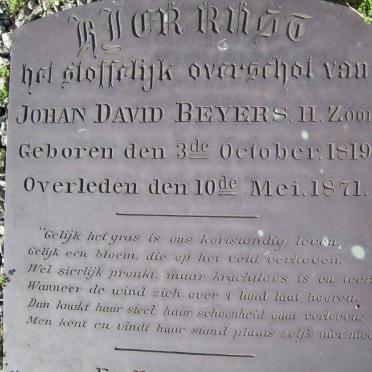 HIER RUST
het stoffelijk overschot van
JOHAN DAVID BEYERS, H. ZOON
Geboren den 3de October, 1819
Overleden den 10de Mei, 1871.
"Gelijk het gras is ons kortswondig leven,
Gelijk een bloem, die op het veld verheven,
Wel sierlijk pronkt, maar krachteloos is en teer
Wanneer de wind zich over 't land laat hooren,
Dan knakt haar steel, haar schoonheid gaat verloren
Men kent en vindt haar stand plaats zelfs niet meer